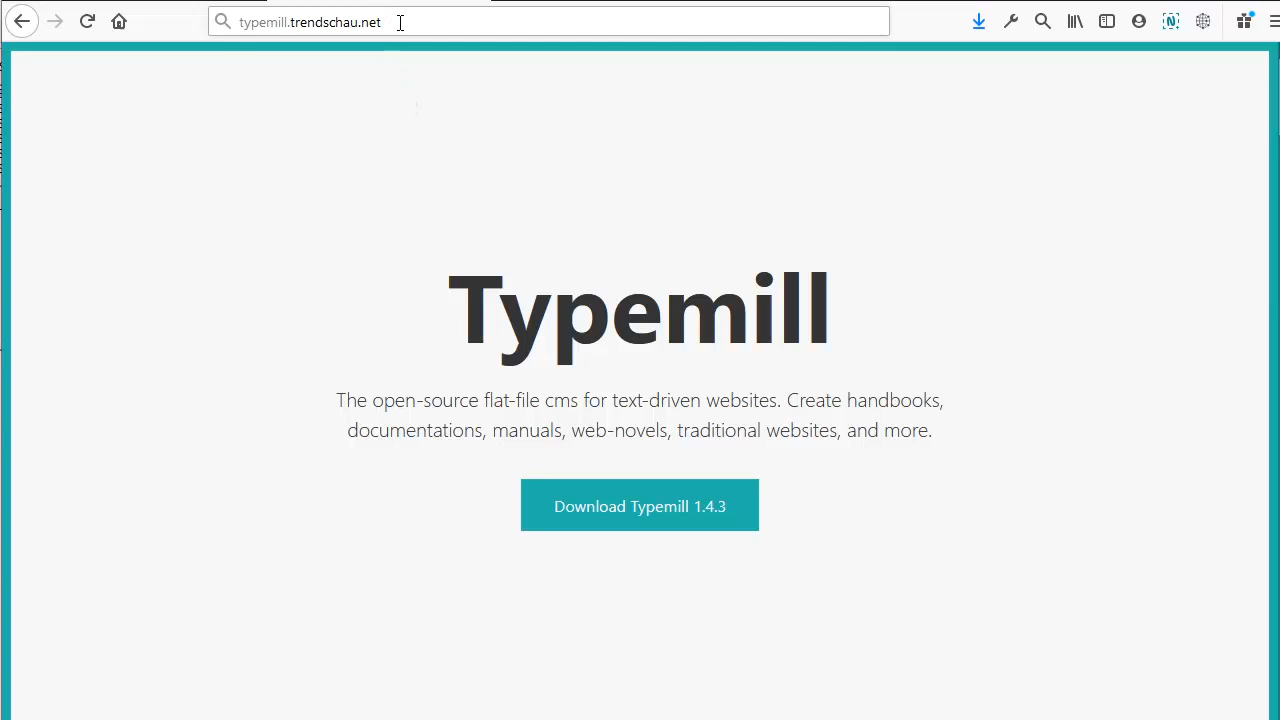 typemill.trendschau.net
Typemill
The open-source flat-file cms for text-driven websites. Create handbooks,
documentations, manuals, web-novels, traditional websites, and more.
Download Typemill 1.4.3